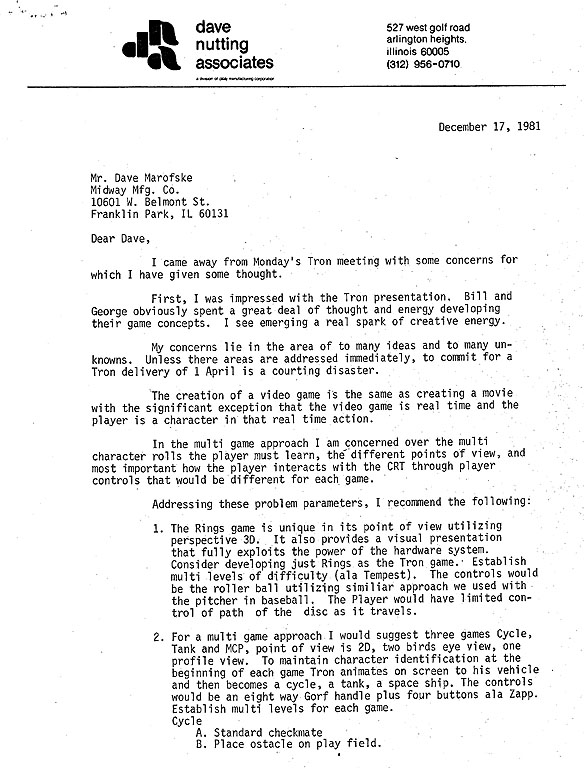 dave
nutting
associates
a division of bally manufacturing corporation
527 west golf road
arlington heights.
illinois 60005
(312) 956-0710
December 17, 1981
Mr. Dave Marofske
Midway Mfg. Co.
10601 W. Belmont St.
Franklin Park, IL 60131
Dear Dave,
I came away from Monday's Tron meeting with some concerns for
which I have given some thought.
First, I was impressed with the Tron presentation. Bill and
George obviously spent a great deal of thought and energy developing
their game concepts. I see emerging a real spark of creative energy.
My concerns lie in the area of to many ideas and to many un-
knowns. Unless there areas are addressed immediately, to commit for a
Tron delivery of 1 April is a courting disaster.
The creation of a video game is the same as creating a movie
with the significant exception that the video game is real time and the
player is a character in that real time action.
In the multi game approach I am concerned over the multi
character rolls the player must learn, the different points of view, and
most important how the player interacts with the CRT through player
controls that would be different for each game.
Addressing these problem parameters, I recommend the following:
1. The Rings game is unique in its point of view utilizing
perspective 3D. It also provides a visual presentation
that fully exploits the power of the hardware system.
Consider developing just Rings as the Tron game. Establish
multi levels of difficulty (ala Tempest). The controls would
be the roller ball utilizing similiar approach we used with
the pitcher in baseball. The Player would have limited con-
trol of path of the disc as it travels.
2. For a multi game approach I would suggest three games Cycle,
Tank and MCP, point of view is 2D, two birds eye view, one
profile view. To maintain character identification at the
beginning of each game Tron animates on screen to his vehicle
and then becomes a cycle, a tank, a space ship. The controls
would be an eight way Gorf handle plus four buttons ala Zapp.
Establish multi levels for each game.
Cycle
A. Standard checkmate
B. Place ostacle on play field.